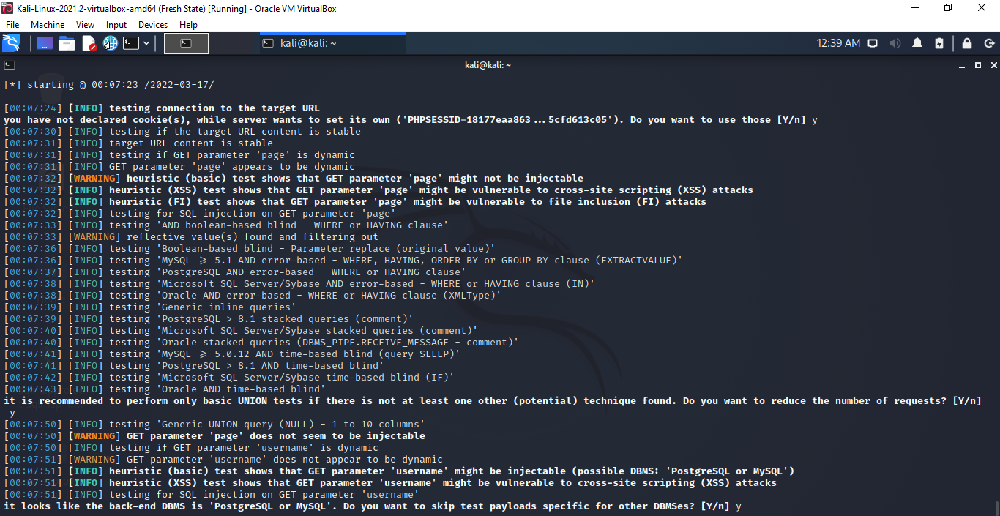 Kali-Linux-2021.2-virtualbox-amd64 (Fresh State) [Running] - Oracle VM VirtualBox
File Machine View Input Devices Help
kali@kali: ~ 12:39 AM
kali@kali: ~
[*] starting @ 00:07:23 /2022-03-17/
[00:07:24] [INFO] testing connection to the target URL
you have not declared cookie(s), while server wants to set its own ('PHPSESSID=18177eaa863...5cfd613c05'). Do you want to use those [Y/n] y
[00:07:30] [INFO] testing if the target URL content is stable
[00:07:31] [INFO] target URL content is stable
[00:07:31] [INFO] testing if GET parameter 'page' is dynamic
[00:07:31] [INFO] GET parameter 'page' appears to be dynamic
[00:07:32] [WARNING] heuristic (basic) test shows that GET parameter 'page' might not be injectable
[00:07:32] [INFO] heuristic (XSS) test shows that GET parameter 'page' might be vulnerable to cross-site scripting (XSS) attacks
[00:07:32] [INFO] heuristic (FI) test shows that GET parameter 'page' might be vulnerable to file inclusion (FI) attacks
[00:07:32] [INFO] testing for SQL injection on GET parameter 'page'
[00:07:33] [INFO] testing 'AND boolean-based blind - WHERE or HAVING clause'
[00:07:33] [WARNING] reflective value(s) found and filtering out
[00:07:36] [INFO] testing 'Boolean-based blind - Parameter replace (original value)'
[00:07:36] [INFO] testing 'MySQL ≥ 5.1 AND error-based - WHERE, HAVING, ORDER BY or GROUP BY clause (EXTRACTVALUE)'
[00:07:37] [INFO] testing 'PostgreSQL AND error-based - WHERE or HAVING clause'
[00:07:38] [INFO] testing 'Microsoft SQL Server/Sybase AND error-based - WHERE or HAVING clause (IN)'
[00:07:38] [INFO] testing 'Oracle AND error-based - WHERE or HAVING clause (XMLType)'
[00:07:39] [INFO] testing 'Generic inline queries'
[00:07:39] [INFO] testing 'PostgreSQL > 8.1 stacked queries (comment)'
[00:07:40] [INFO] testing 'Microsoft SQL Server/Sybase stacked queries (comment)'
[00:07:40] [INFO] testing 'Oracle stacked queries (DBMS_PIPE.RECEIVE_MESSAGE - comment)'
[00:07:41] [INFO] testing 'MySQL ≥ 5.0.12 AND time-based blind (query SLEEP)'
[00:07:41] [INFO] testing 'PostgreSQL > 8.1 AND time-based blind'
[00:07:42] [INFO] testing 'Microsoft SQL Server/Sybase time-based blind (IF)'
[00:07:43] [INFO] testing 'Oracle AND time-based blind'
it is recommended to perform only basic UNION tests if there is not at least one other (potential) technique found. Do you want to reduce the number of requests? [Y/n]
y
[00:07:50] [INFO] testing 'Generic UNION query (NULL) - 1 to 10 columns'
[00:07:50] [WARNING] GET parameter 'page' does not seem to be injectable
[00:07:50] [INFO] testing if GET parameter 'username' is dynamic
[00:07:51] [WARNING] GET parameter 'username' does not appear to be dynamic
[00:07:51] [INFO] heuristic (basic) test shows that GET parameter 'username' might be injectable (possible DBMS: 'PostgreSQL or MySQL')
[00:07:51] [INFO] heuristic (XSS) test shows that GET parameter 'username' might be vulnerable to cross-site scripting (XSS) attacks
[00:07:51] [INFO] testing for SQL injection on GET parameter 'username'
it looks like the back-end DBMS is 'PostgreSQL or MySQL'. Do you want to skip test payloads specific for other DBMSes? [Y/n] y